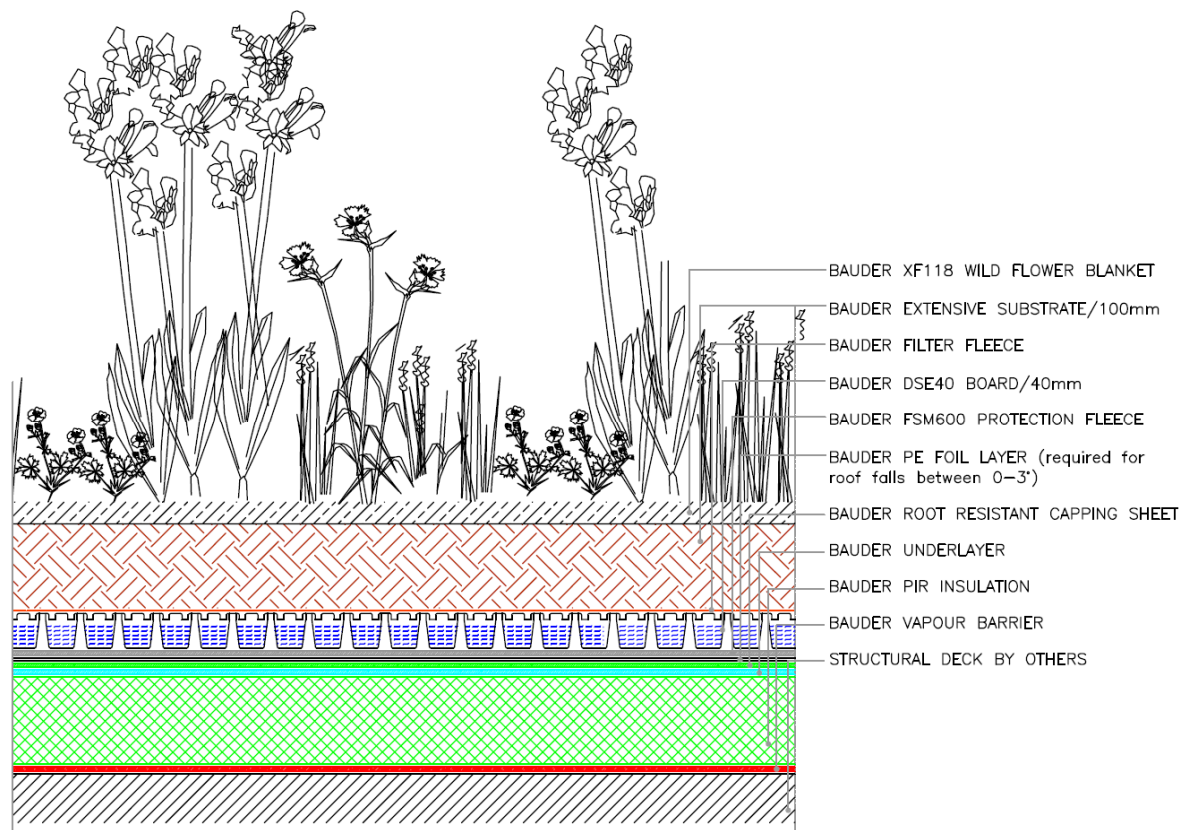 BAUDER XF118 WILD FLOWER BLANKET
BAUDER EXTENSIVE SUBSTRATE/100mm
BAUDER FILTER FLEECE
BAUDER DSE40 BOARD/40mm
BAUDER FSM600 PROTECTION FLEECE
BAUDER PE FOIL LAYER (required for
roof falls between 0–3°)
BAUDER ROOT RESISTANT CAPPING SHEET
BAUDER UNDERLAYER
BAUDER PIR INSULATION
BAUDER VAPOUR BARRIER
STRUCTURAL DECK BY OTHERS